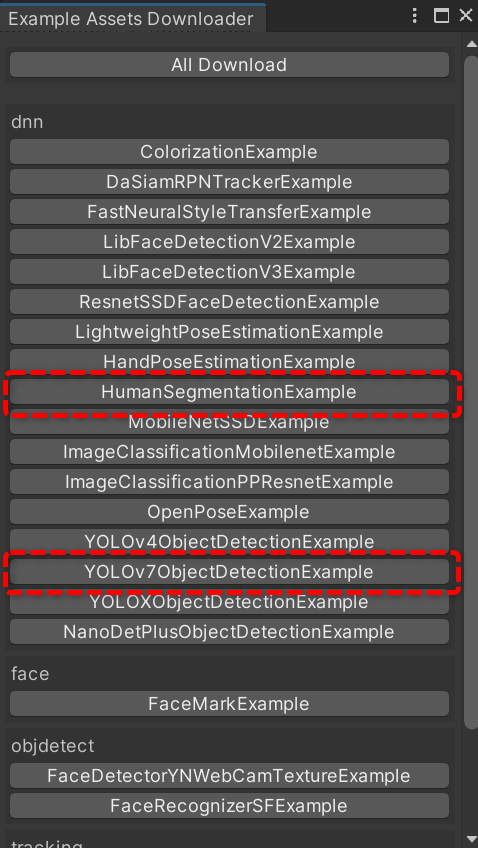 Example Assets Downloader
All Download
dnn
ColorizationExample
DaSiamRPNTrackerExample
FastNeuralStyleTransferExample
LibFaceDetectionV2Example
LibFaceDetectionV3Example
ResnetSSDFaceDetectionExample
LightweightPoseEstimationExample
HandPoseEstimationExample
HumanSegmentationExample
MobileNetSSDExample
ImageClassificationMobilenetExample
ImageClassificationPPResnetExample
OpenPoseExample
YOLOv4ObjectDetectionExample
YOLOv7ObjectDetectionExample
YOLOXObjectDetectionExample
NanoDetPlusObjectDetectionExample
face
FaceMarkExample
objdetect
FaceDetectorYNWebCamTextureExample
FaceRecognizerSFExample
tracking